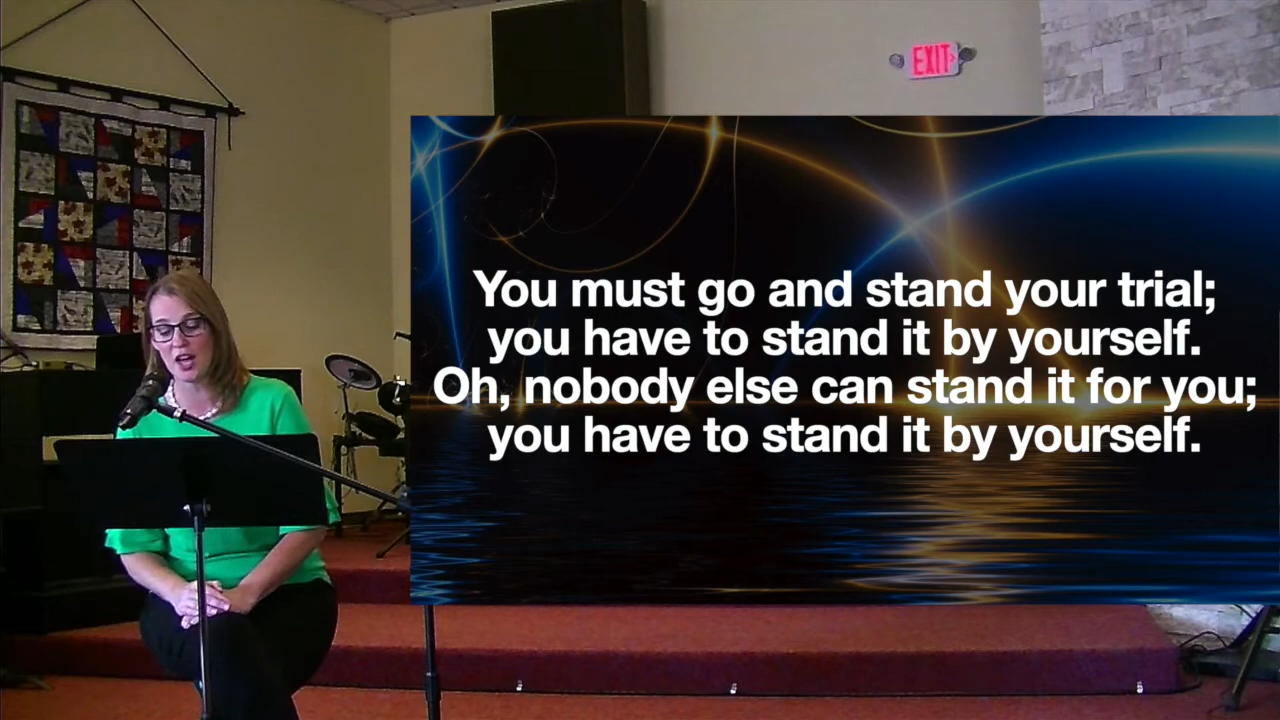 EXIT
You must go and stand your trial;
you have to stand it by yourself.
Oh, nobody else can stand it for you;
you have to stand it by yourself.